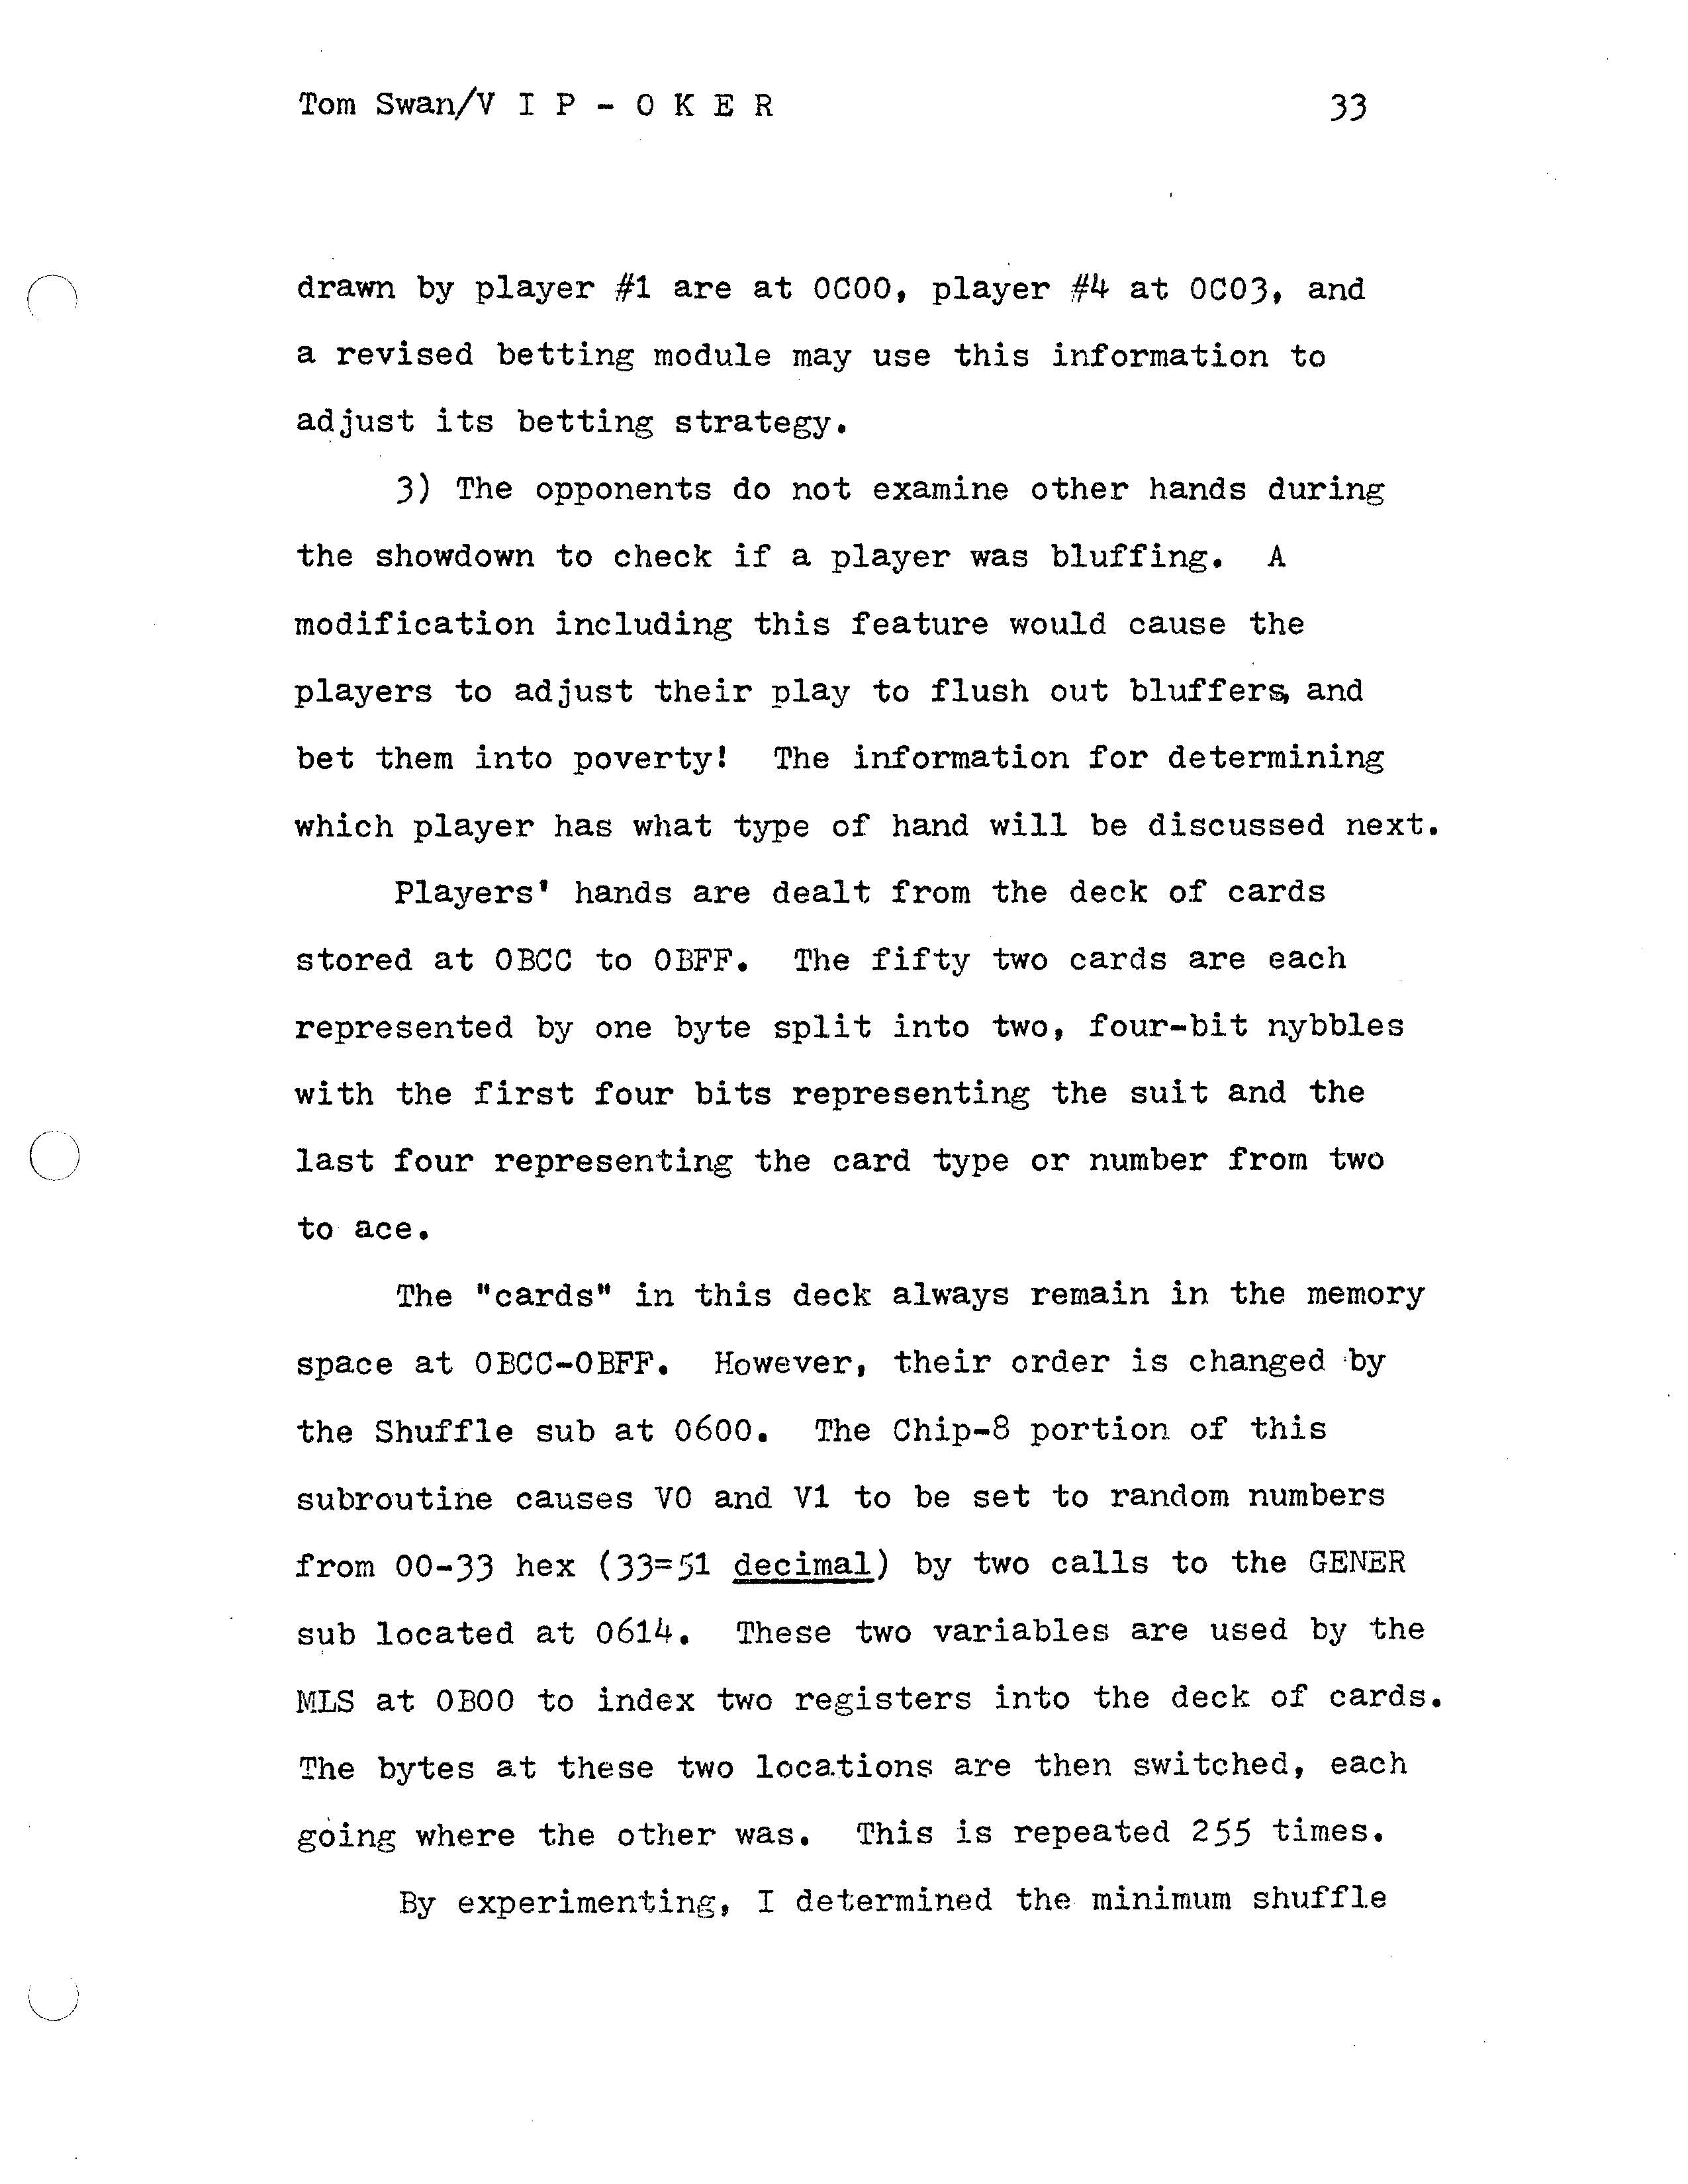 Tom Swan/V I P - O K E R 33
drawn by player #1 are at 0C00, player #4 at 0C03, and
a revised betting module may use this information to
adjust its betting strategy.
3) The opponents do not examine other hands during
the showdown to check if a player was bluffing. A
modification including this feature would cause the
players to adjust their play to flush out bluffers, and
bet them into poverty! The information for determining
which player has what type of hand will be discussed next.
Players' hands are dealt from the deck of cards
stored at 0BCC to 0BFF. The fifty two cards are each
represented by one byte split into two, four-bit nybbles
with the first four bits representing the suit and the
last four representing the card type or number from two
to ace.
The "cards" in this deck always remain in the memory
space at 0BCC-0BFF. However, their order is changed by
the Shuffle sub at 0600. The Chip-8 portion of this
subroutine causes V0 and V1 to be set to random numbers
from 00-33 hex (33=51 decimal) by two calls to the GENER
sub located at 0614. These two variables are used by the
MLS at 0B00 to index two registers into the deck of cards.
The bytes at these two locations are then switched, each
going where the other was. This is repeated 255 times.
By experimenting, I determined the minimum shuffle